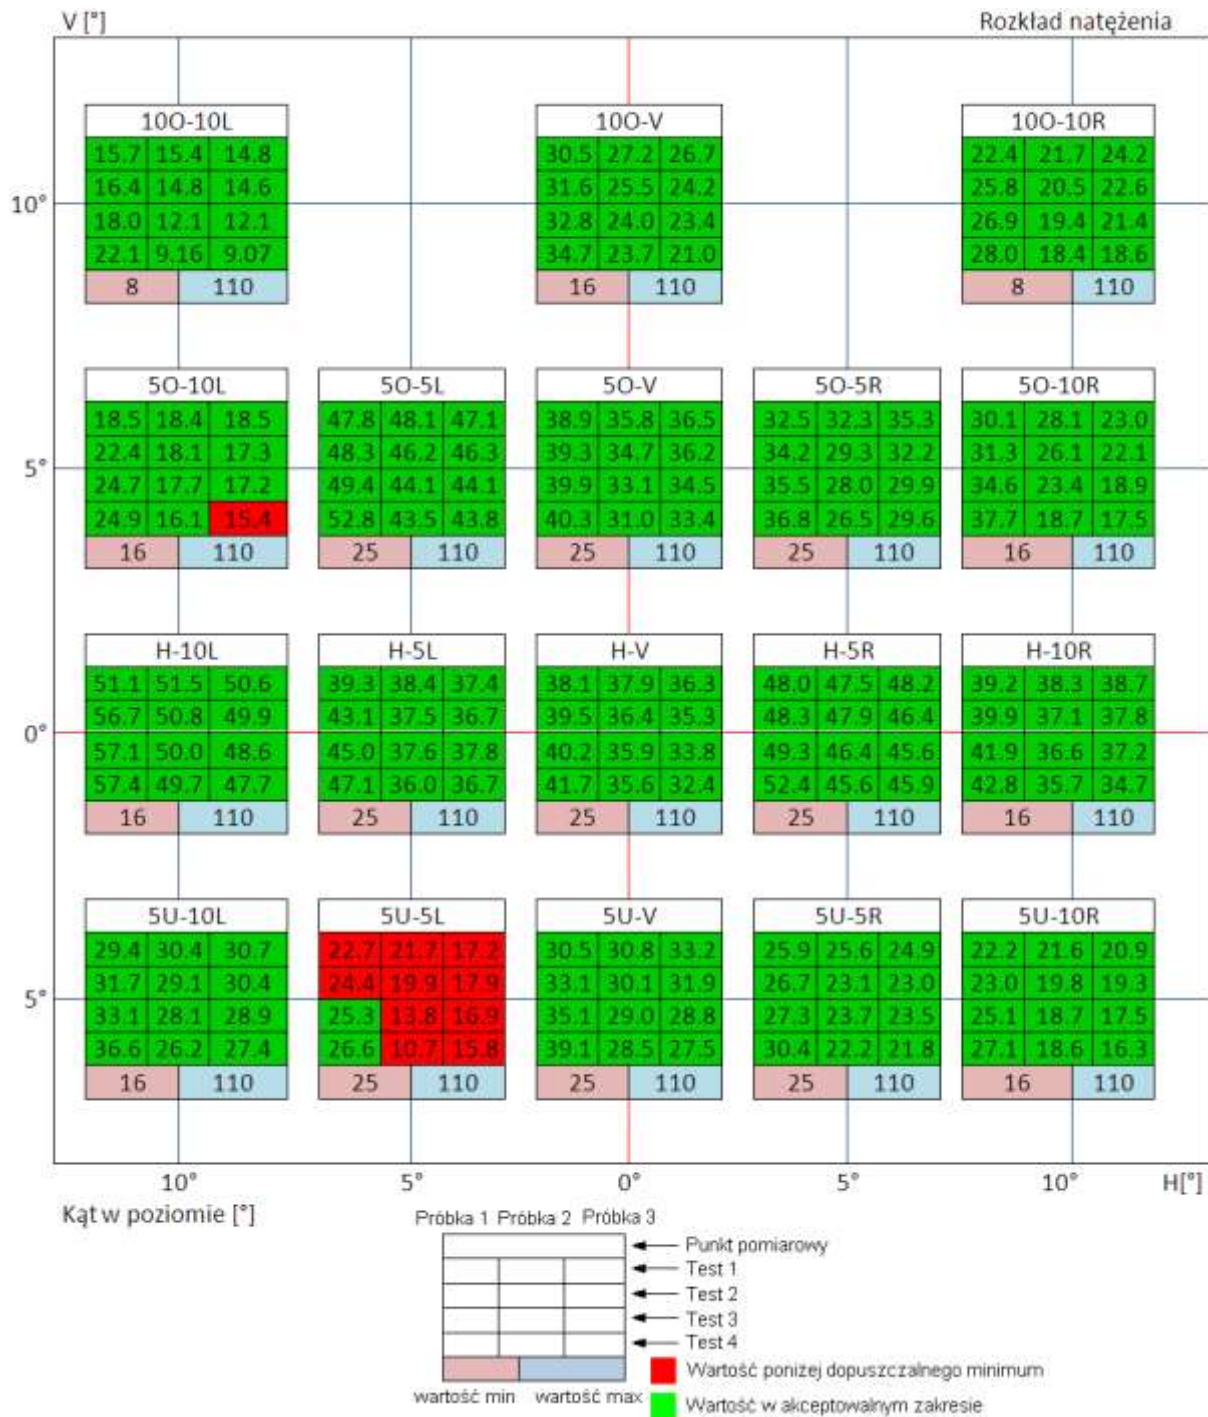 V [°] Rozkład natężenia
10O-10L 10O-V 10O-10R
15.7 15.4 14.8 30.5 27.2 26.7 22.4 21.7 24.2
16.4 14.8 14.6 31.6 25.5 24.2 25.8 20.5 22.6
10°
18.0 12.1 12.1 32.8 24.0 23.4 26.9 19.4 21.4
22.1 9.16 9.07 34.7 23.7 21.0 28.0 18.4 18.6
8 110 16 110 8 110
5O-10L 5O-5L 5O-V 5O-5R 5O-10R
18.5 18.4 18.5 47.8 48.1 47.1 38.9 35.8 36.5 32.5 32.3 35.3 30.1 28.1 23.0
22.4 18.1 17.3 48.3 46.2 46.3 39.3 34.7 36.2 34.2 29.3 32.2 31.3 26.1 22.1
5°
24.7 17.7 17.2 49.4 44.1 44.1 39.9 33.1 34.5 35.5 28.0 29.9 34.6 23.4 18.9
24.9 16.1 15.4 52.8 43.5 43.8 40.3 31.0 33.4 36.8 26.5 29.6 37.7 18.7 17.5
16 110 25 110 25 110 25 110 16 110
H-10L H-5L H-V H-5R H-10R
51.1 51.5 50.6 39.3 38.4 37.4 38.1 37.9 36.3 48.0 47.5 48.2 39.2 38.3 38.7
56.7 50.8 49.9 43.1 37.5 36.7 39.5 36.4 35.3 48.3 47.9 46.4 39.9 37.1 37.8
0°
57.1 50.0 48.6 45.0 37.6 37.8 40.2 35.9 33.8 49.3 46.4 45.6 41.9 36.6 37.2
57.4 49.7 47.7 47.1 36.0 36.7 41.7 35.6 32.4 52.4 45.6 45.9 42.8 35.7 34.7
16 110 25 110 25 110 25 110 16 110
5U-10L 5U-5L 5U-V 5U-5R 5U-10R
29.4 30.4 30.7 22.7 21.7 17.2 30.5 30.8 33.2 25.9 25.6 24.9 22.2 21.6 20.9
31.7 29.1 30.4 24.4 19.9 17.9 33.1 30.1 31.9 26.7 23.1 23.0 23.0 19.8 19.3
5°
33.1 28.1 28.9 25.3 13.8 16.9 35.1 29.0 28.8 27.3 23.7 23.5 25.1 18.7 17.5
36.6 26.2 27.4 26.6 10.7 15.8 39.1 28.5 27.5 30.4 22.2 21.8 27.1 18.6 16.3
16 110 25 110 25 110 25 110 16 110
10° 5° 0° 5° 10° H[°]
Kąt w poziomie [°]
Próbka 1 Próbka 2 Próbka 3
Punkt pomiarowy
Test 1
Test 2
Test 3
Test 4
wartość min wartość max
Wartość poniżej dopuszczalnego minimum
Wartość w akceptowalnym zakresie